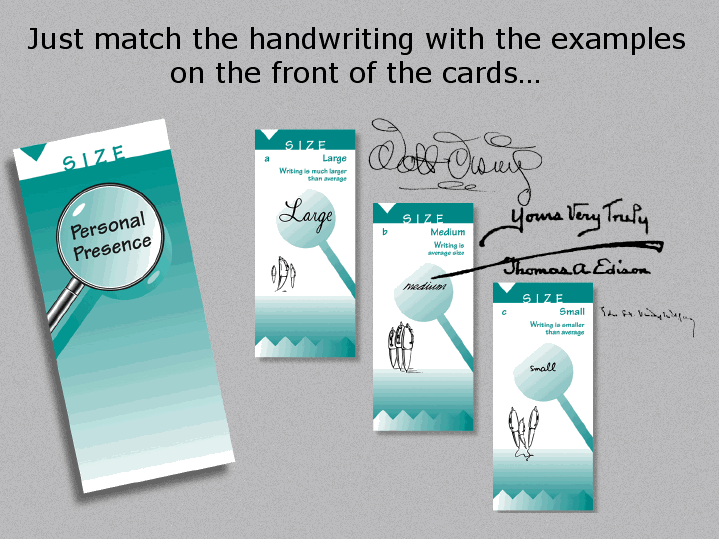 Just match the handwriting with the examples
on the front of the cards...
SIZE
Personal
Presence
SIZE
a Large
Writing is much larger
than average
Large
Walt Disney
SIZE
b Medium
Writing is
average size
medium
Yours Very Truly
Thomas A Edison
SIZE
c Small
Writing is smaller
than average
small